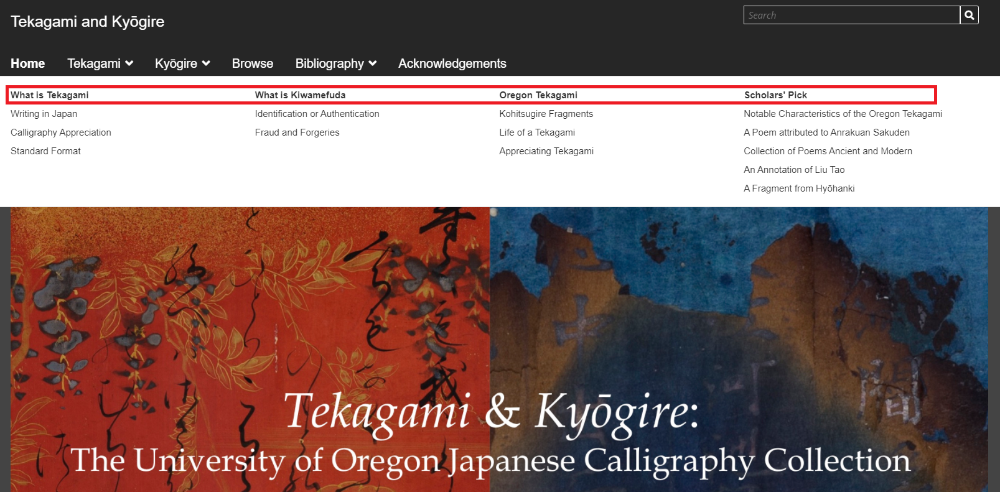 Tekagami and Kyōgire
Search
Home Tekagami Kyōgire Browse Bibliography Acknowledgements
What is Tekagami
Writing in Japan
Calligraphy Appreciation
Standard Format
What is Kiwamefuda
Identification or Authentication
Fraud and Forgeries
Oregon Tekagami
Kohitsugire Fragments
Life of a Tekagami
Appreciating Tekagami
Scholars' Pick
Notable Characteristics of the Oregon Tekagami
A Poem attributed to Anrakuan Sakuden
Collection of Poems Ancient and Modern
An Annotation of Liu Tao
A Fragment from Hyōhanki
Tekagami & Kyōgire:
The University of Oregon Japanese Calligraphy Collection